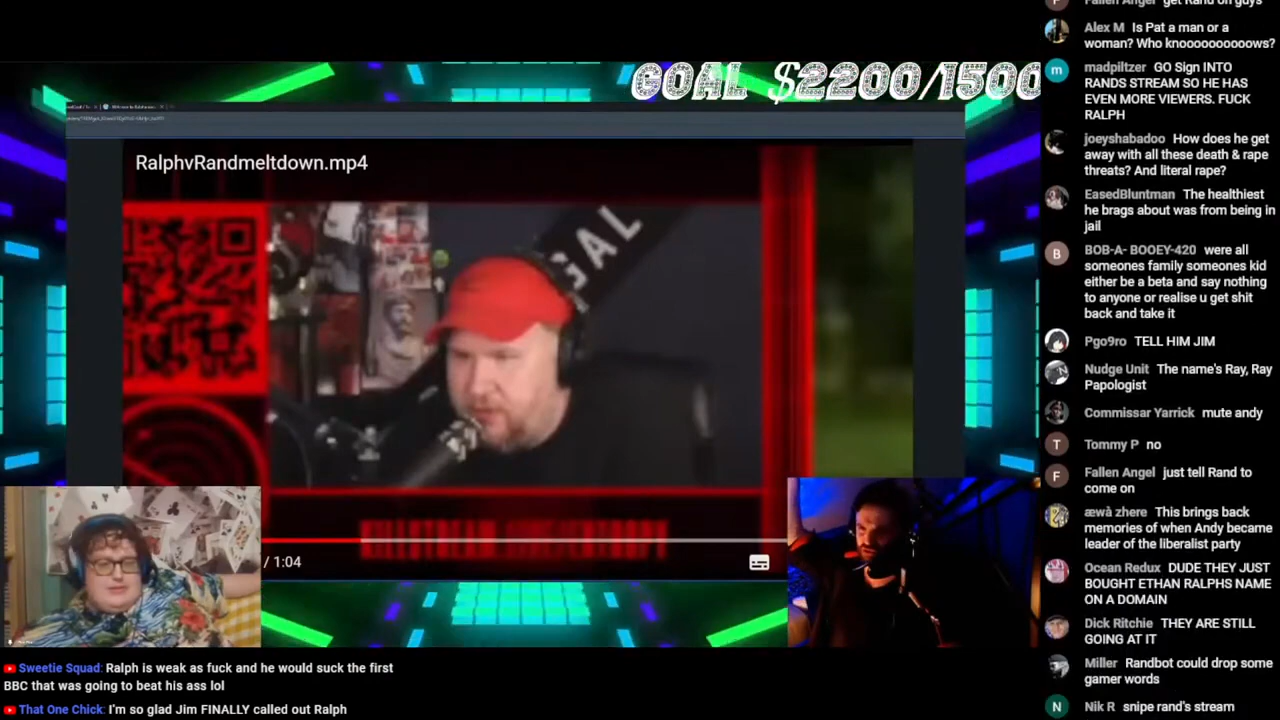 GOAL $2200/1500
RalphvRandmeltdown.mp4
GAL
/ 1:04
Sweetie Squad: Ralph is weak as fuck and he would suck the first
BBC that was going to beat his ass lol
That One Chick: I'm so glad Jim FINALLY called out Ralph
Fallen Angel get Rand on guys
Alex M Is Pat a man or a
woman? Who knoooooooooows?
m
madpiltzer GO Sign INTO
RANDS STREAM SO HE HAS
EVEN MORE VIEWERS. FUCK
RALPH
joeyshabadoo How does he get
away with all these death & rape
threats? And literal rape?
EasedBluntman The healthiest
he brags about was from being in
jail
B
BOB-A- BOOEY-420 were all
someones family someones kid
either be a beta and say nothing
to anyone or realise u get shit
back and take it
Pgo9ro TELL HIM JIM
Nudge Unit The name's Ray, Ray
Papologist
Commissar Yarrick mute andy
T
Tommy P no
F
Fallen Angel just tell Rand to
come on
æwà zhere This brings back
memories of when Andy became
leader of the liberalist party
Ocean Redux DUDE THEY JUST
BOUGHT ETHAN RALPHS NAME
ON A DOMAIN
Dick Ritchie THEY ARE STILL
GOING AT IT
Miller Randbot could drop some
gamer words
N
Nik R snipe rand's stream